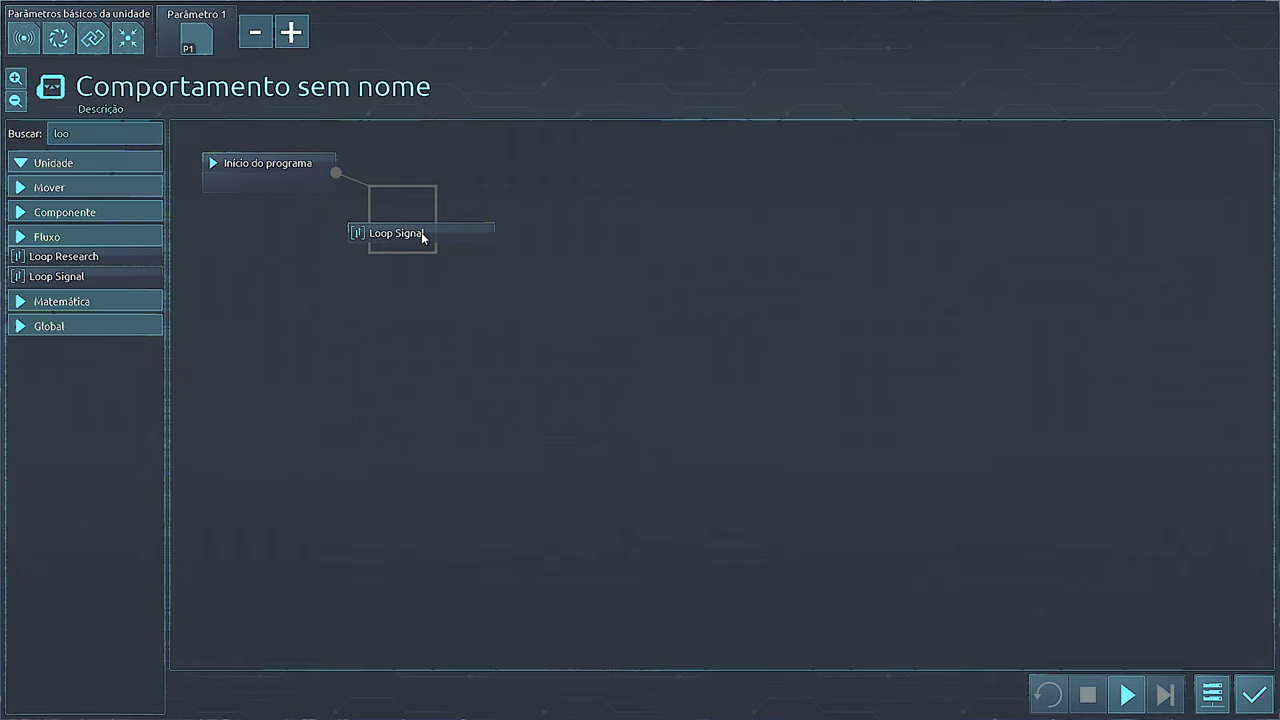 Parâmetros básicos da unidade
Parâmetro 1
P1
Comportamento sem nome
Descrição
Buscar: loo
Unidade
Mover
Componente
Fluxo
Loop Research
Loop Signal
Matemática
Global
Início do programa
Loop Signal